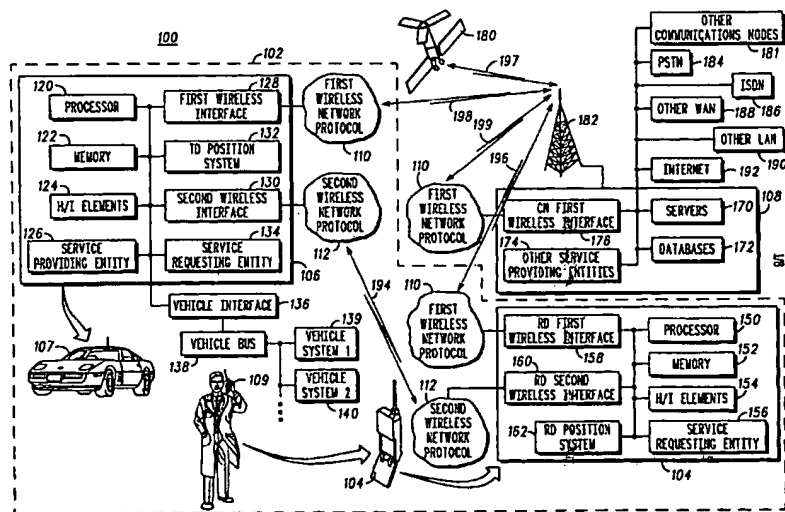 100
102
120
PROCESSOR
128
FIRST WIRELESS
INTERFACE
122
MEMORY
132
TD POSITION
SYSTEM
124
H/I ELEMENTS
130
SECOND WIRELESS
INTERFACE
126
SERVICE
PROVIDING ENTITY
134
SERVICE
REQUESTING ENTITY
106
FIRST
WIRELESS
NETWORK
PROTOCOL
110
SECOND
WIRELESS
NETWORK
PROTOCOL
112
VEHICLE INTERFACE
136
VEHICLE BUS
138
139
VEHICLE
SYSTEM 1
VEHICLE
SYSTEM 2
140
107
109
104
180
197
198
199
196
182
194
110
FIRST
WIRELESS
NETWORK
PROTOCOL
110
FIRST
WIRELESS
NETWORK
PROTOCOL
112
SECOND
WIRELESS
NETWORK
PROTOCOL
OTHER
COMMUNICATIONS NODES
181
PSTN
184
ISDN
186
OTHER WAN
188
OTHER LAN
190
INTERNET
192
108
CN FIRST
WIRELESS INTERFACE
176
SERVERS
170
174
OTHER SERVICE
PROVIDING ENTITIES
DATABASES
172
RD FIRST
WIRELESS INTERFACE
158
PROCESSOR
150
160
RD SECOND
WIRELESS INTERFACE
MEMORY
152
H/I ELEMENTS
154
162
RD POSITION
SYSTEM
156
SERVICE
REQUESTING ENTITY
104